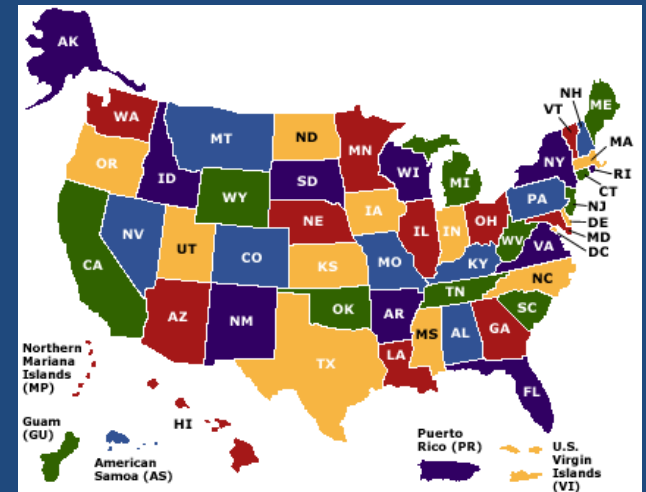 AK
NH
VT
ME
WA
MT
ND
MN
MA
OR
ID
SD
WI
MI
NY
RI
CT
WY
PA
NJ
IA
NE
IL
IN
OH
DE
MD
DC
NV
UT
CO
WV
VA
CA
KS
MO
KY
NC
AZ
NM
OK
AR
TN
SC
MS
AL
GA
TX
LA
FL
Northern
Mariana
Islands
(MP)
HI
Guam
(GU)
American
Samoa (AS)
Puerto
Rico (PR)
U.S.
Virgin
Islands
(VI)